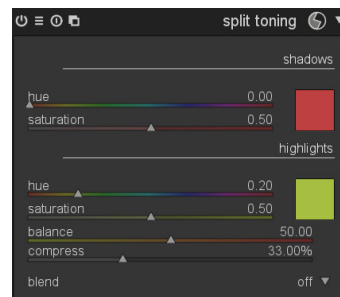 split toning
shadows
hue 0.00
saturation 0.50
highlights
hue 0.20
saturation 0.50
balance 50.00
compress 33.00%
blend off